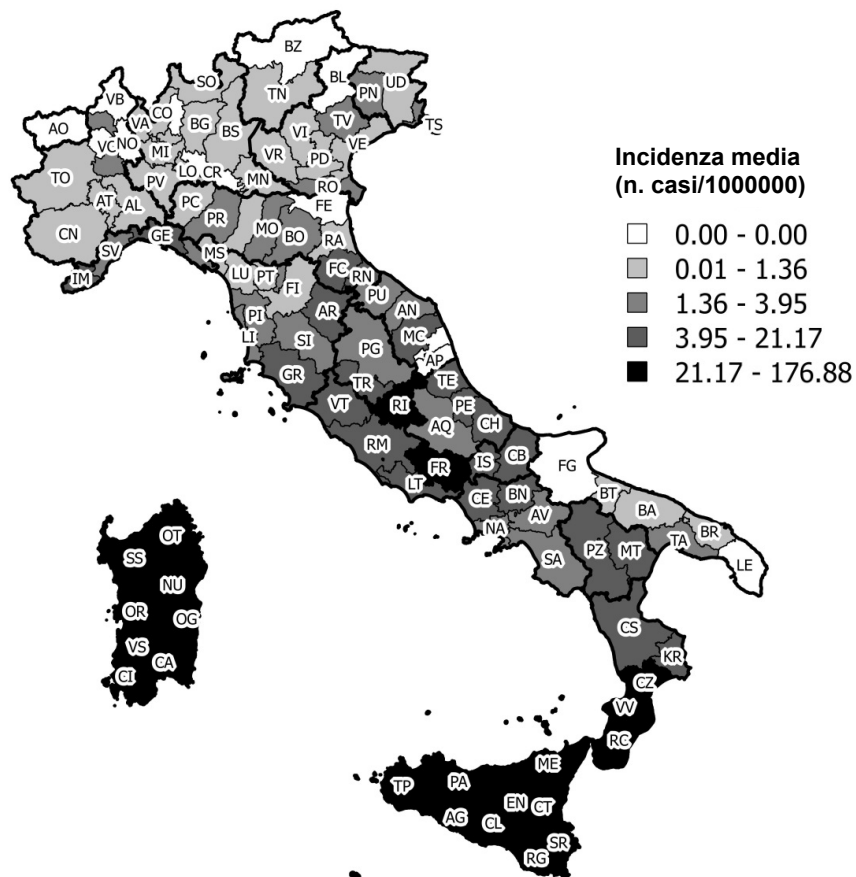 BZ
SO
BL
UD
VB
TN
PN
CO
AO
VA
BG
TV
TS
BS
VI
VC
NO
MI
VE
VR
PD
TO
LO
CR
MN
PV
RO
AT
AL
PC
FE
PR
MO
BO
CN
GE
RA
SV
MS
FC
IM
LU
PT
RN
FI
PU
PI
AR
AN
MC
LI
SI
PG
AP
GR
TR
TE
VT
RI
PE
AQ
CH
RM
IS
CB
FR
FG
LT
CE
BN
BT
BA
AV
NA
BR
TA
SA
PZ
MT
LE
OT
SS
NU
OR
OG
CS
VS
KR
CA
CI
CZ
VV
RC
ME
TP
PA
EN
CT
AG
CL
SR
RG
Incidenza media
(n. casi/1000000)
0.00 - 0.00
0.01 - 1.36
1.36 - 3.95
3.95 - 21.17
21.17 - 176.88